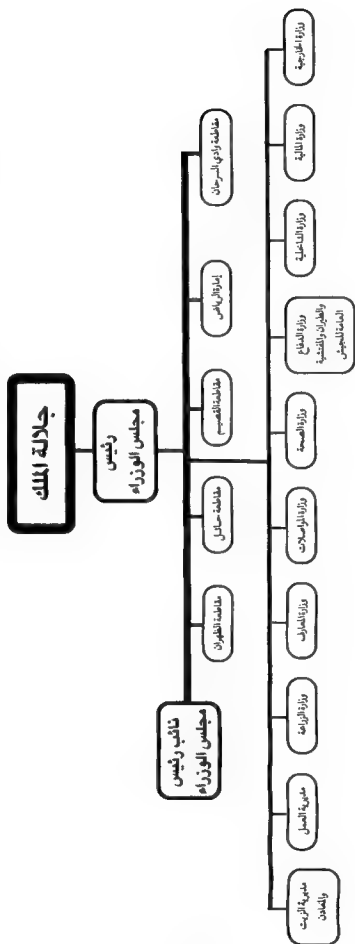 جلالة الملك
رئيس
مجلس الوزراء
نائب رئيس
مجلس الوزراء
مقاطعة وادي السرحان
إمارة الرياض
مقاطعة القصيم
مقاطعة حائل
مقاطعة الظهران
وزارة الخارجية
وزارة المالية
وزارة الداخلية
وزارة الدفاع
والطيران والمفتشية
العامة للجيش
وزارة الصحة
وزارة المواصلات
وزارة المعارف
وزارة الزراعة
مديرية العمل
مديرية الزيت
والمعادن